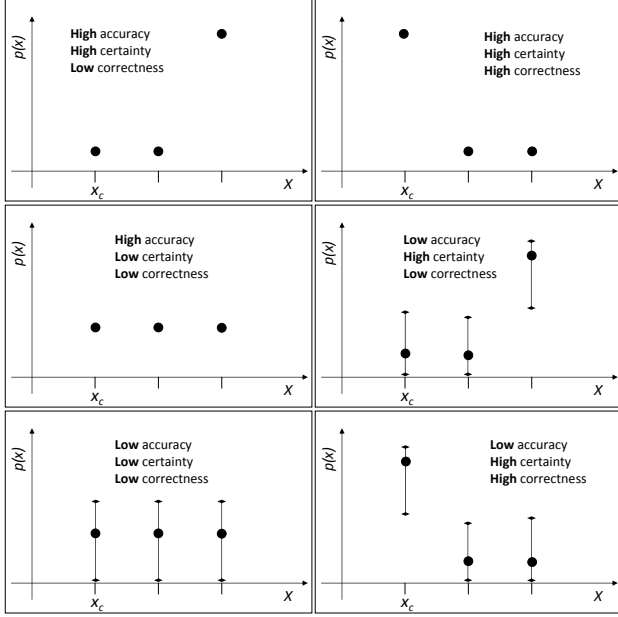 p(x)
High accuracy
High certainty
Low correctness
x_c
X
p(x)
High accuracy
High certainty
High correctness
x_c
X
p(x)
High accuracy
Low certainty
Low correctness
x_c
X
p(x)
Low accuracy
High certainty
Low correctness
x_c
X
p(x)
Low accuracy
Low certainty
Low correctness
x_c
X
p(x)
Low accuracy
High certainty
High correctness
x_c
X